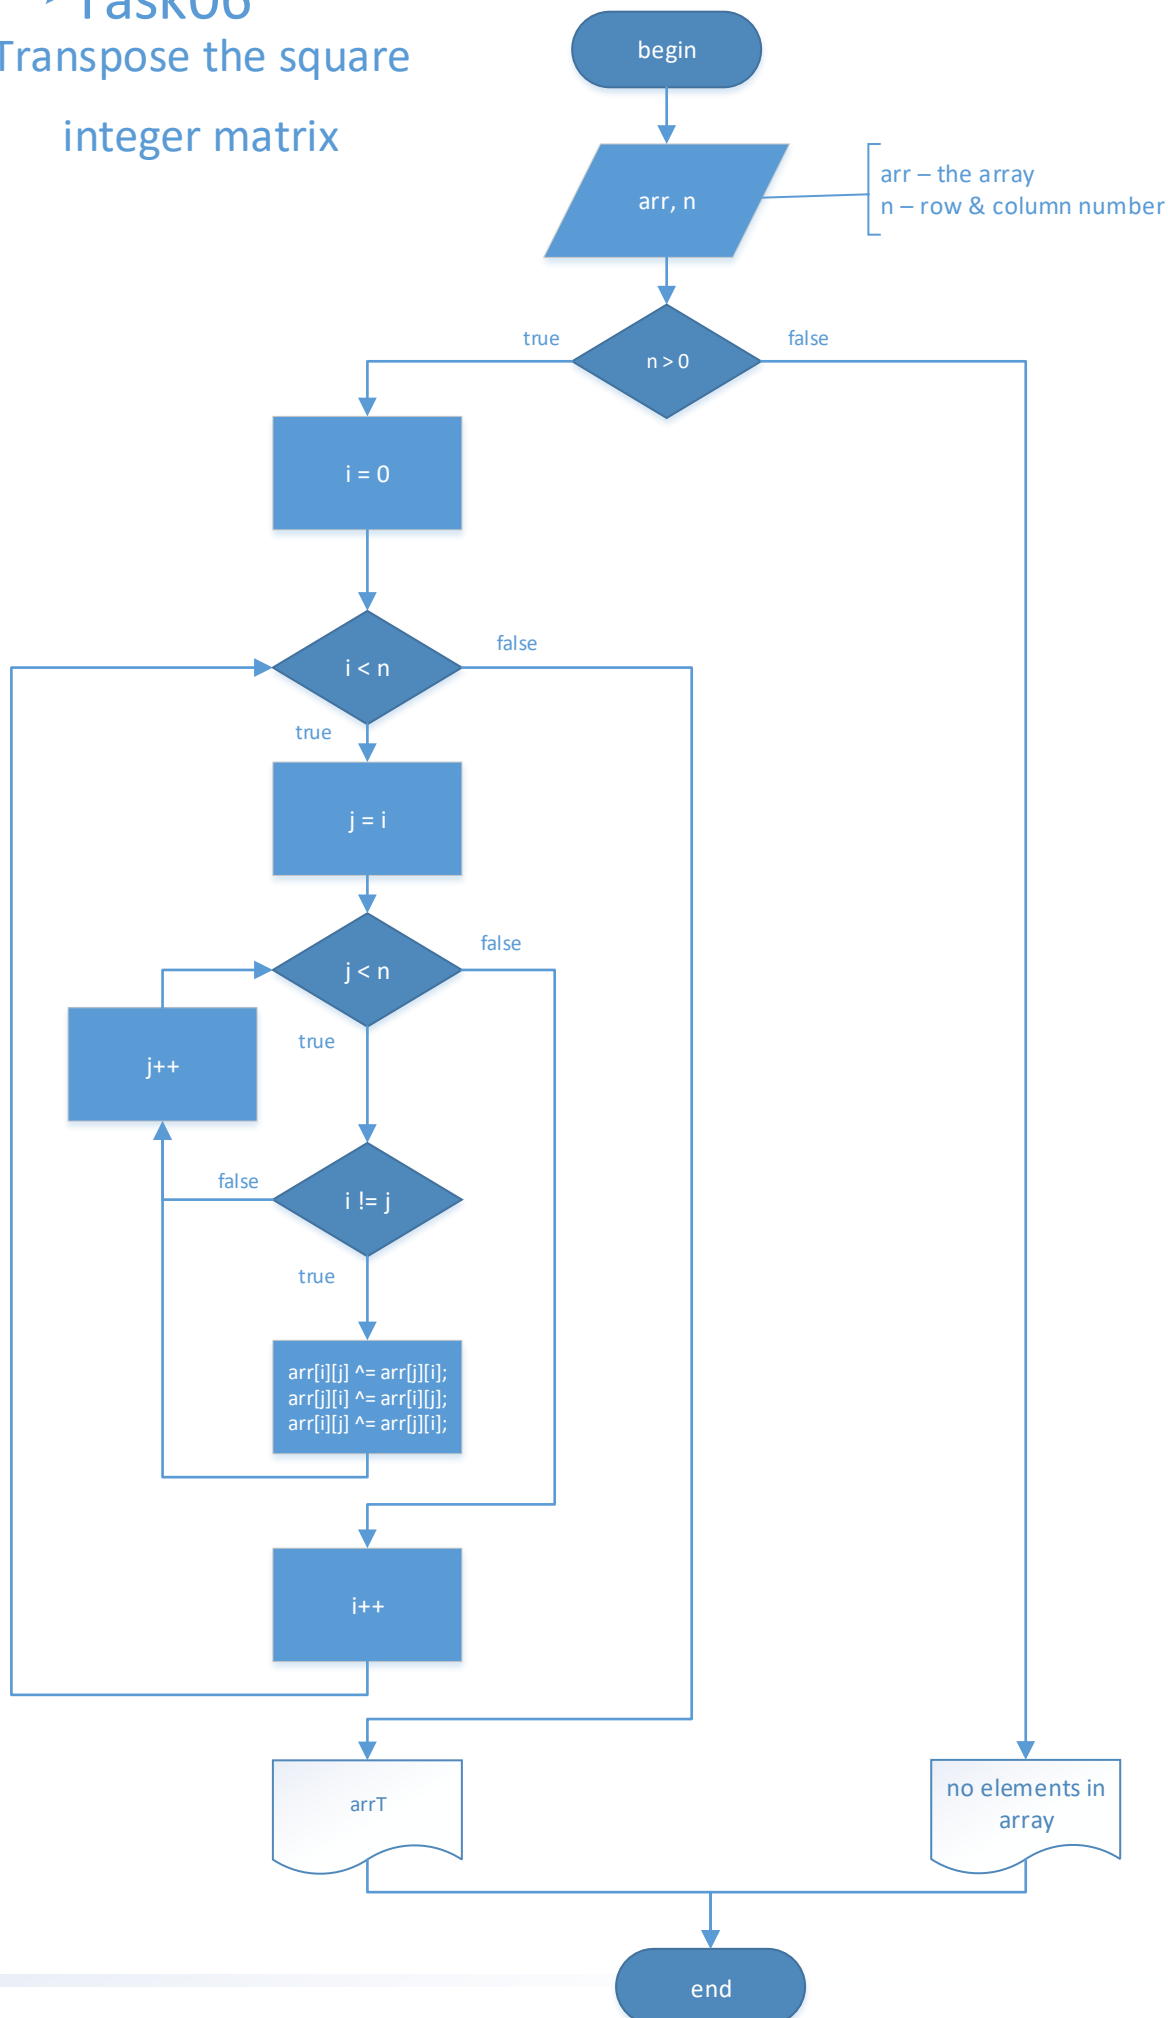 Task06
Transpose the square
integer matrix
begin
arr, n
arr – the array
n – row & column number
n > 0
true
false
i = 0
i < n
false
true
j = i
j < n
false
true
j++
i != j
false
true
arr[i][j] ^= arr[j][i];
arr[j][i] ^= arr[i][j];
arr[i][j] ^= arr[j][i];
i++
arrT
no elements in
array
end